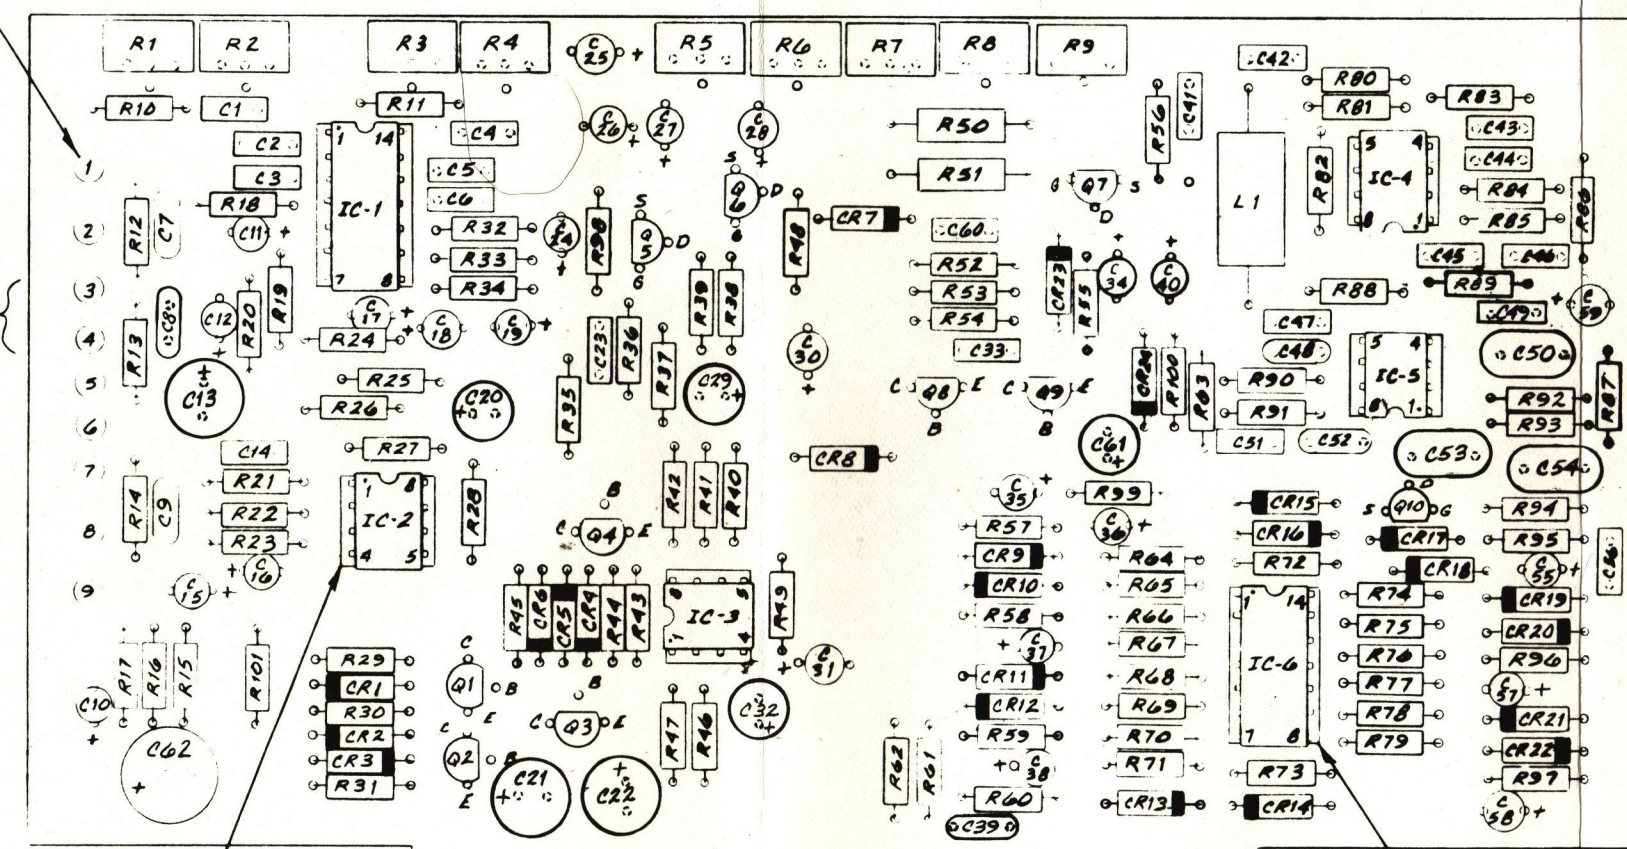 R1 R2 R3 R4 C25 + R5 R6 R7 R8 R9 C42
R10 C1 R11 C4 C26 + C27 + C28 + R50 R56 C41 R80 R81 R83 C43
1 C2 C3 1 14 IC-1 7 8 C5 C6 R51 G Q7 S D L1 R82 5 4 IC-4 8 1 C44 R84 R85 R86
2 R12 C7 R18 C11 + R32 R33 R34 C24 + R98 S Q5 D G S Q6 D G R48 CR7 C60 R52 R53 R54 CR23 R55 + C34 + C40 C45 C46
3 C8 C12 + R20 R19 C17 + R39 R38 R88 R89 C49 + C59
4 R13 R24 C18 + C19 + C23 R36 R37 C30 + C33 C47 C48 5 4 IC-5 8 1 C50
5 + C13 R25 R26 + C20 R35 C29 + C Q8 E B C Q9 E B CR24 R100 R63 R90 R91 R92 R93 R87
6 C14 R27 CR8 C61 + C51 C52 C53 C54
7 R14 C9 R21 1 8 IC-2 4 5 R28 R42 R41 R40 C35 + R99 CR15 S Q10 G R94
8 R22 R23 C16 + B C Q4 E R57 C36 + CR16 CR17 R95 C56
9 C15 + R45 CR6 CR5 CR4 R44 R43 8 5 IC-3 1 4 R49 CR9 CR10 R58 R64 R65 R66 R72 CR18 C55 + CR19
R17 R16 R15 R101 R29 CR1 R30 CR2 CR3 R31 C Q1 B E + C31 + C37 R67 1 14 IC-6 7 8 R74 R75 R76 R77 R78 R79 CR20 R96
C10 + C62 + C Q2 B E B C Q3 E R47 R46 C32 + CR11 CR12 R59 R68 R69 R70 C57 + CR21 CR22
+ C21 + C22 R62 R61 + C38 R60 C39 R71 CR13 R73 CR14 R97 C58 +